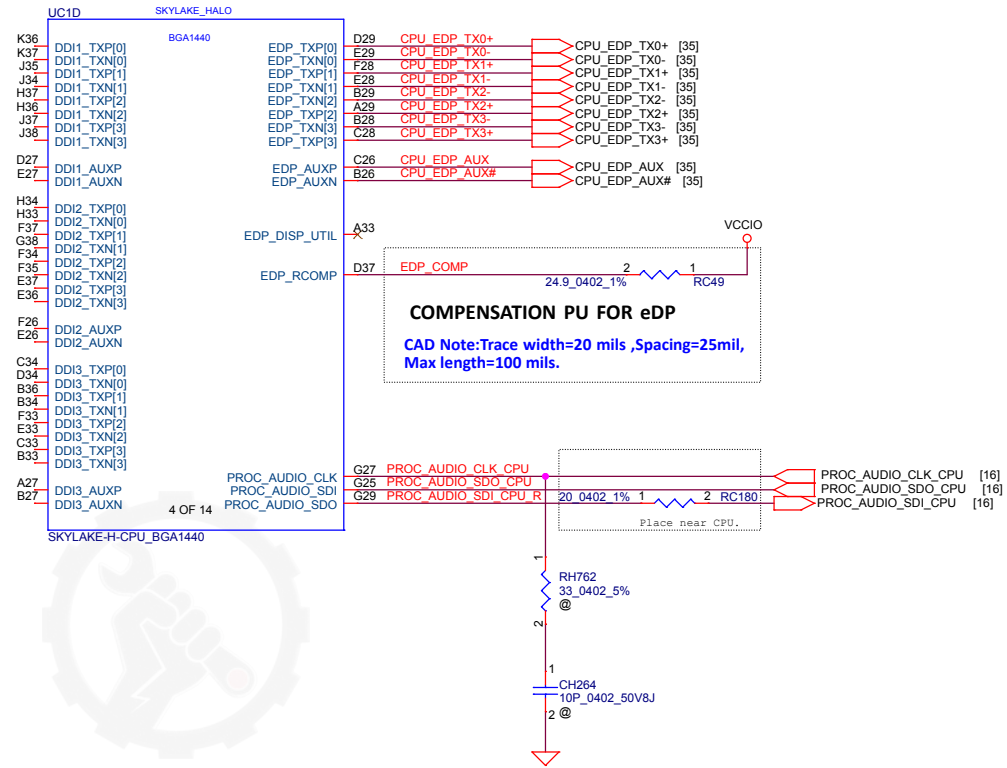 UC1D
SKYLAKE_HALO
BGA1440
K36 DDI1_TXP[0] EDP_TXP[0] D29 CPU_EDP_TX0+ CPU_EDP_TX0+ [35]
K37 DDI1_TXN[0] EDP_TXN[0] E29 CPU_EDP_TX0- CPU_EDP_TX0- [35]
J35 DDI1_TXP[1] EDP_TXP[1] F28 CPU_EDP_TX1+ CPU_EDP_TX1+ [35]
J34 DDI1_TXN[1] EDP_TXN[1] E28 CPU_EDP_TX1- CPU_EDP_TX1- [35]
H37 DDI1_TXP[2] EDP_TXN[2] B29 CPU_EDP_TX2- CPU_EDP_TX2- [35]
H36 DDI1_TXN[2] EDP_TXP[2] A29 CPU_EDP_TX2+ CPU_EDP_TX2+ [35]
J37 DDI1_TXP[3] EDP_TXN[3] B28 CPU_EDP_TX3- CPU_EDP_TX3- [35]
J38 DDI1_TXN[3] EDP_TXP[3] C28 CPU_EDP_TX3+ CPU_EDP_TX3+ [35]
D27 DDI1_AUXP EDP_AUXP C26 CPU_EDP_AUX CPU_EDP_AUX [35]
E27 DDI1_AUXN EDP_AUXN B26 CPU_EDP_AUX# CPU_EDP_AUX# [35]
H34 DDI2_TXP[0]
H33 DDI2_TXN[0]
F37 DDI2_TXP[1] EDP_DISP_UTIL A33
G38 DDI2_TXN[1]
F34 DDI2_TXP[2]
F35 DDI2_TXN[2] EDP_RCOMP D37 EDP_COMP 2 1 VCCIO
E37 DDI2_TXP[3] 24.9_0402_1% RC49
E36 DDI2_TXN[3]
COMPENSATION PU FOR eDP
CAD Note:Trace width=20 mils ,Spacing=25mil,
Max length=100 mils.
F26 DDI2_AUXP
E26 DDI2_AUXN
C34 DDI3_TXP[0]
D34 DDI3_TXN[0]
B36 DDI3_TXP[1]
B34 DDI3_TXN[1]
F33 DDI3_TXP[2]
E33 DDI3_TXN[2]
C33 DDI3_TXP[3]
B33 DDI3_TXN[3]
PROC_AUDIO_CLK G27 PROC_AUDIO_CLK_CPU PROC_AUDIO_CLK_CPU [16]
A27 DDI3_AUXP PROC_AUDIO_SDI G25 PROC_AUDIO_SDO_CPU PROC_AUDIO_SDO_CPU [16]
B27 DDI3_AUXN PROC_AUDIO_SDO G29 PROC_AUDIO_SDI_CPU_R 20_0402_1% 1 2 RC180 PROC_AUDIO_SDI_CPU [16]
4 OF 14
Place near CPU.
SKYLAKE-H-CPU_BGA1440
1
RH762
33_0402_5%
@
2
1
CH264
10P_0402_50V8J
2 @